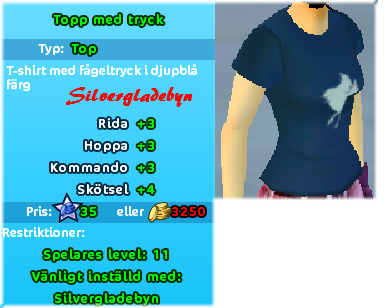 Topp med tryck
Typ: Top
T-shirt med fågeltryck i djupblå
färg
Silvergladebyn
Rida +3
Hoppa +3
Kommando +3
Skötsel +4
Pris: 35 eller 3250
Restriktioner:
Spelares level: 11
Vänligt inställd med:
Silvergladebyn